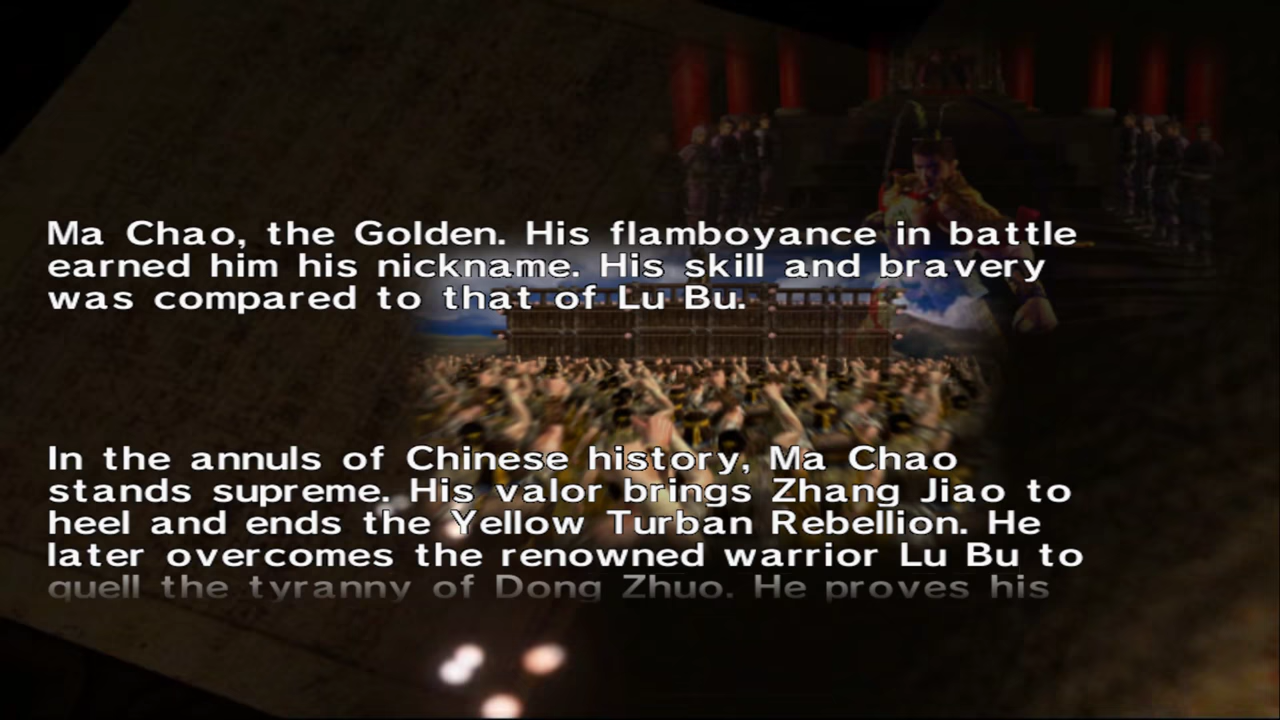 Ma Chao, the Golden. His flamboyance in battle
earned him his nickname. His skill and bravery
was compared to that of Lu Bu.
In the annuls of Chinese history, Ma Chao
stands supreme. His valor brings Zhang Jiao to
heel and ends the Yellow Turban Rebellion. He
later overcomes the renowned warrior Lu Bu to
quell the tyranny of Dong Zhuo. He proves his